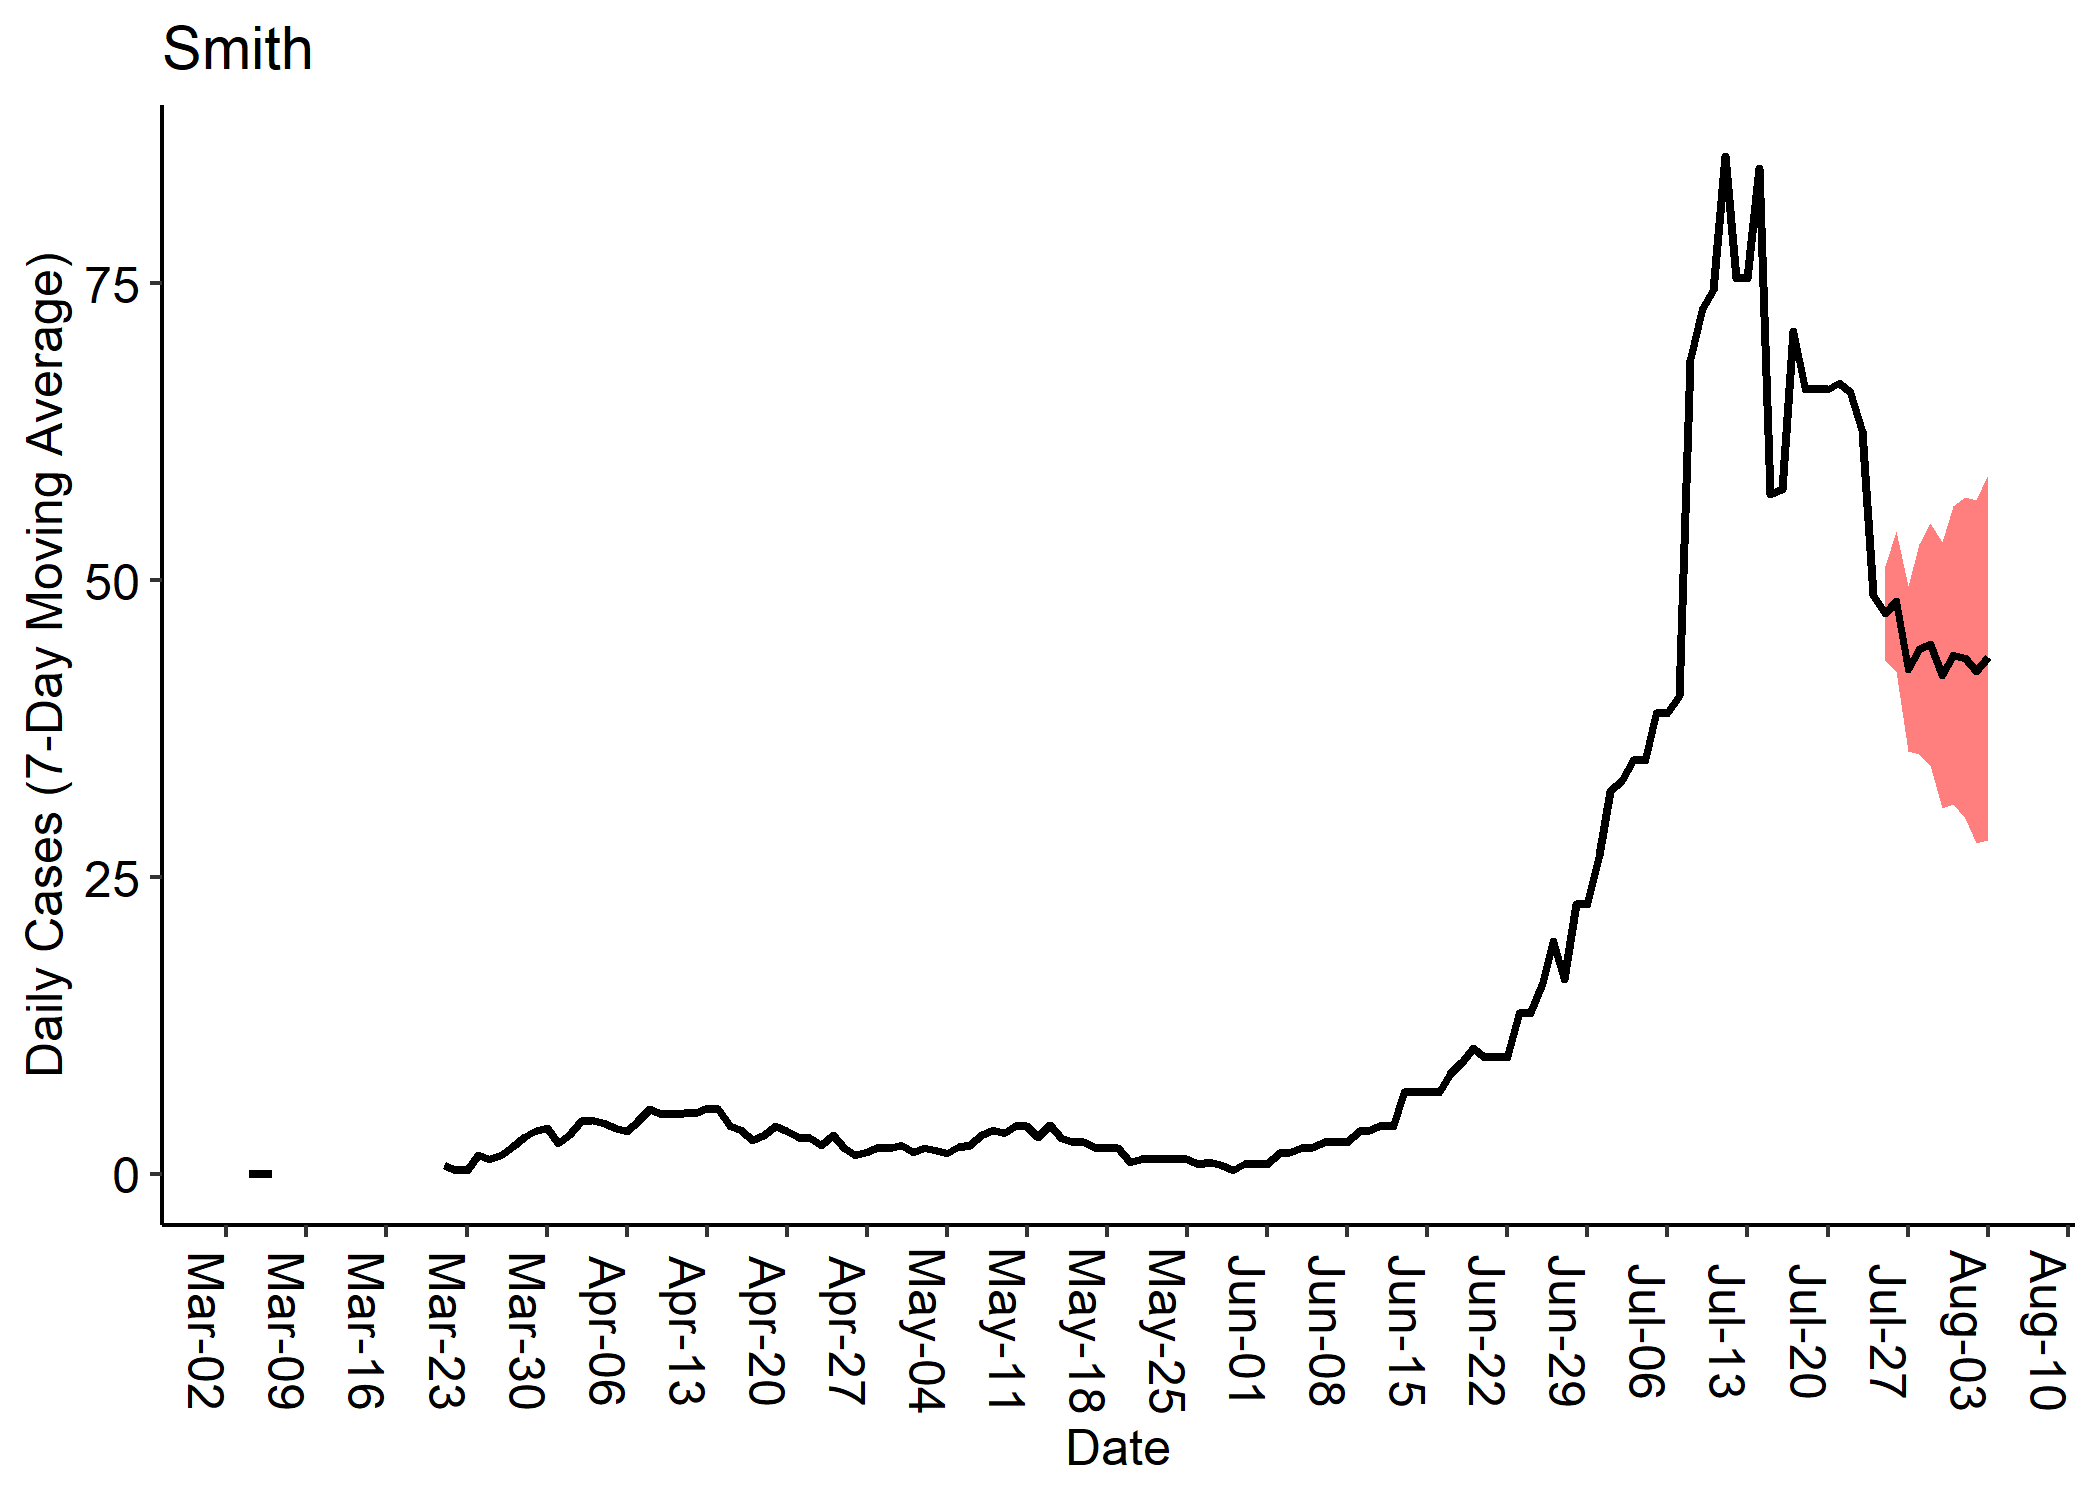 Smith
Daily Cases (7-Day Moving Average)
75
50
25
0
Mar-02
Mar-09
Mar-16
Mar-23
Mar-30
Apr-06
Apr-13
Apr-20
Apr-27
May-04
May-11
May-18
May-25
Jun-01
Jun-08
Jun-15
Jun-22
Jun-29
Jul-06
Jul-13
Jul-20
Jul-27
Aug-03
Aug-10
Date